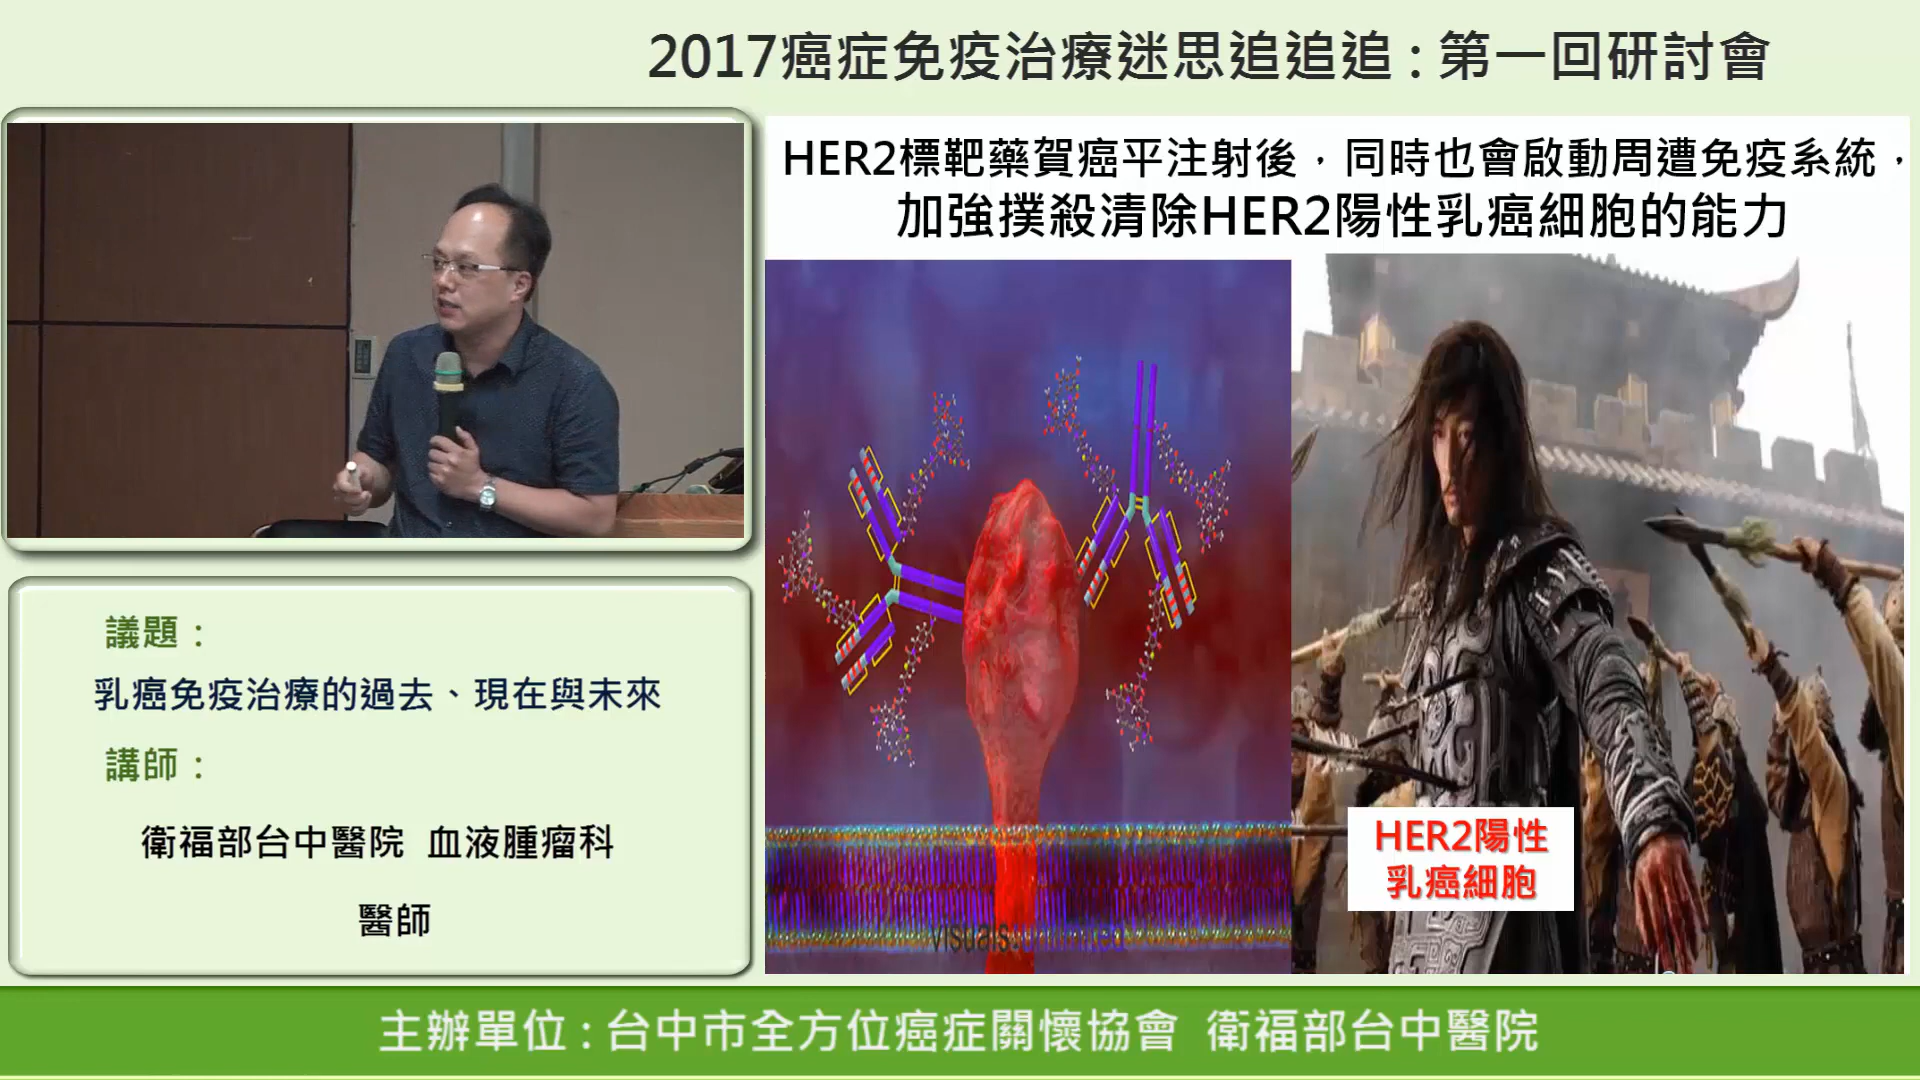 2017癌症免疫治療迷思追追追:第一回研討會
HER2標靶藥賀癌平注射後，同時也會啟動周遭免疫系統，
加強撲殺清除HER2陽性乳癌細胞的能力
HER2陽性
乳癌細胞
visuals.unlimited
議題：
乳癌免疫治療的過去、現在與未來
講師：
衛福部台中醫院 血液腫瘤科
醫師
主辦單位:台中市全方位癌症關懷協會 衛福部台中醫院